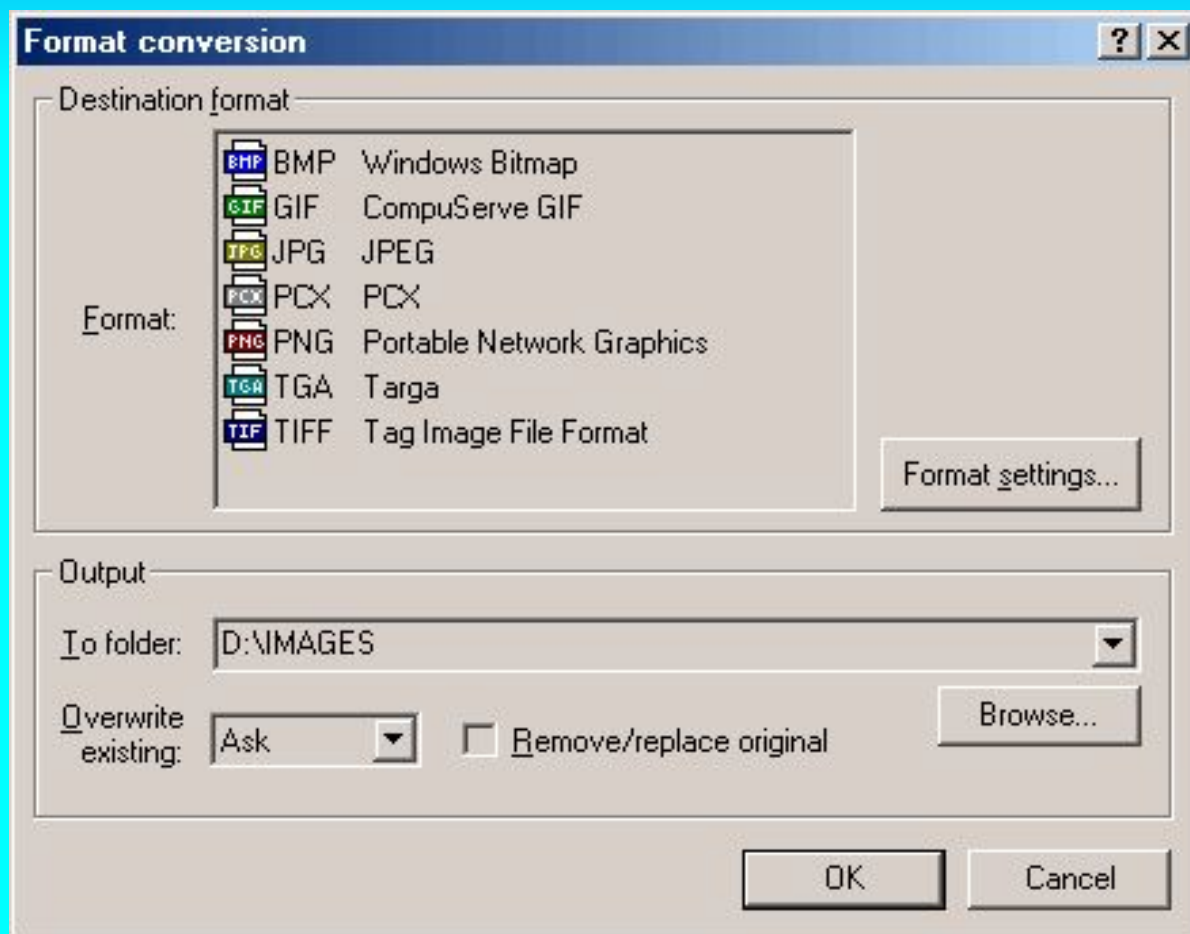 Format conversion
? X
Destination format
Format:
BMP BMP Windows Bitmap
GIF GIF CompuServe GIF
JPG JPG JPEG
PCX PCX PCX
PNG PNG Portable Network Graphics
TGA TGA Targa
TIF TIFF Tag Image File Format
Format settings...
Output
To folder: D:\IMAGES
Browse...
Overwrite existing: Ask Remove/replace original
OK Cancel